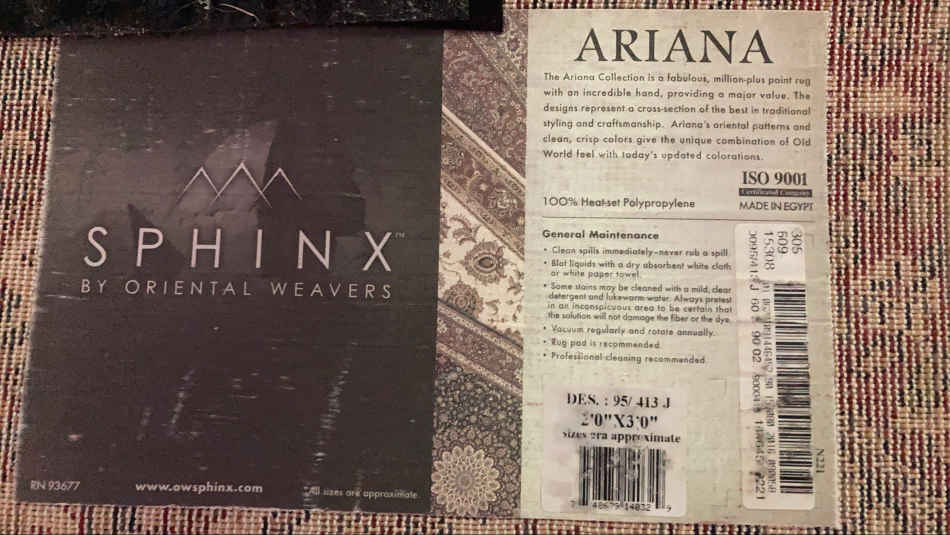 SPHINX™
BY ORIENTAL WEAVERS
RN 93677
www.owsphinx.com
All sizes are approximate
ARIANA
The Ariana Collection is a fabulous, million-plus point rug
with an incredible hand, providing a major value. The
designs represent a cross-section of the best in traditional
styling and craftsmanship. Ariana's oriental patterns and
clean, crisp colors give the unique combination of Old
World feel with today's updated colorations.
ISO 9001
Certificated Company
MADE IN EGYPT
100% Heat-set Polypropylene
General Maintenance
• Clean spills immediately–never rub a spill.
• Blot liquids with a dry absorbent white cloth
or white paper towel.
• Some stains may be cleaned with a mild, clear
detergent and lukewarm water. Always pretest
in an inconspicuous area to be certain that
the solution will not damage the fiber or the dye.
• Vacuum regularly and rotate annually.
• Rug pad is recommended.
• Professional cleaning recommended.
DES. : 95/ 413 J
2'0"X3'0"
sizes are approximate
48679 14032 9
305
609
15308
N221